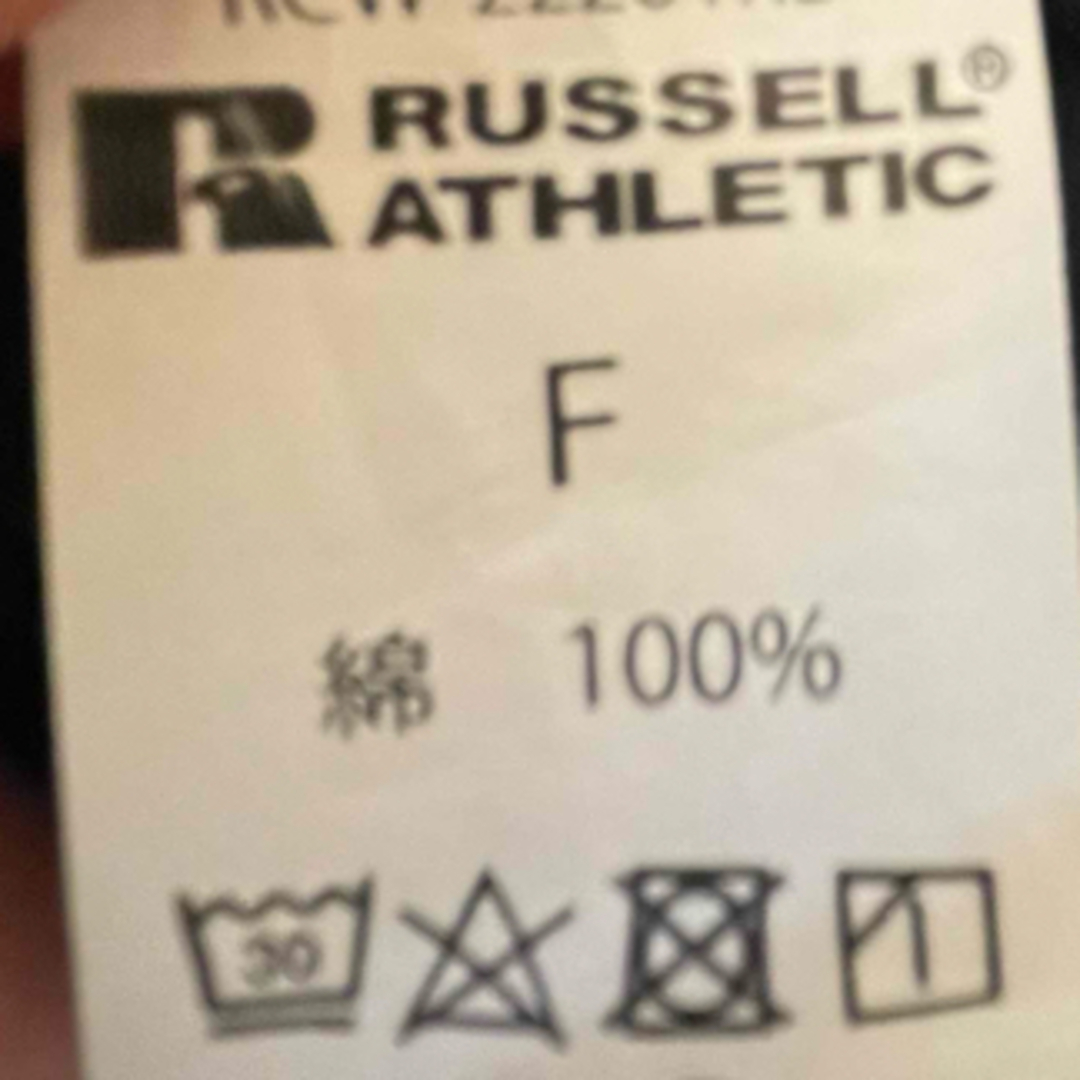 RUSSELL®
ATHLETIC
F
綿 100%
30